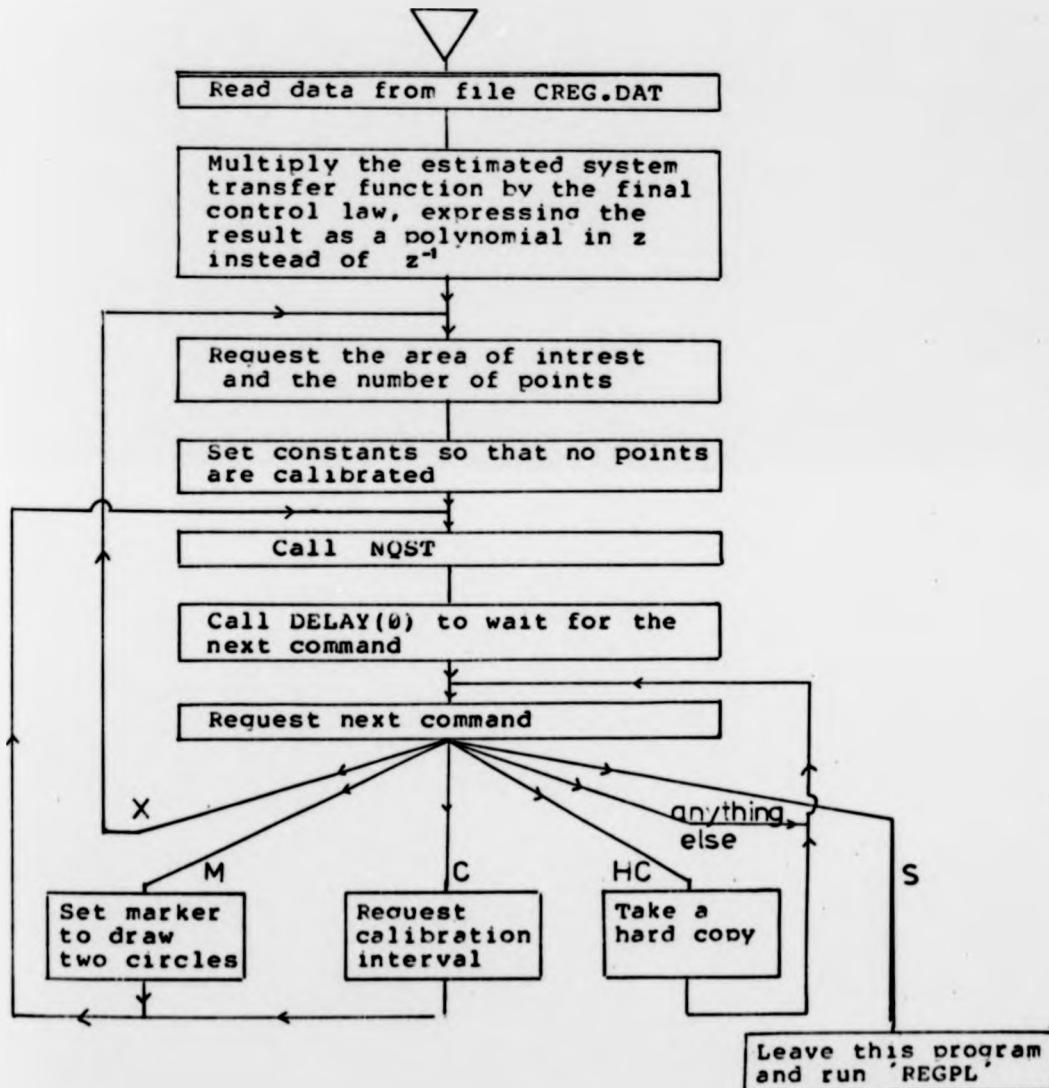 Read data from file CREG.DAT
Multiply the estimated system
transfer function by the final
control law, expressing the
result as a polynomial in z
instead of z⁻¹
Request the area of intrest
and the number of points
Set constants so that no points
are calibrated
Call NQST
Call DELAY(0) to wait for the
next command
Request next command
X
anything
else
M
C
HC
S
Set marker
to draw
two circles
Request
calibration
interval
Take a
hard copy
Leave this program
and run 'REGPL'